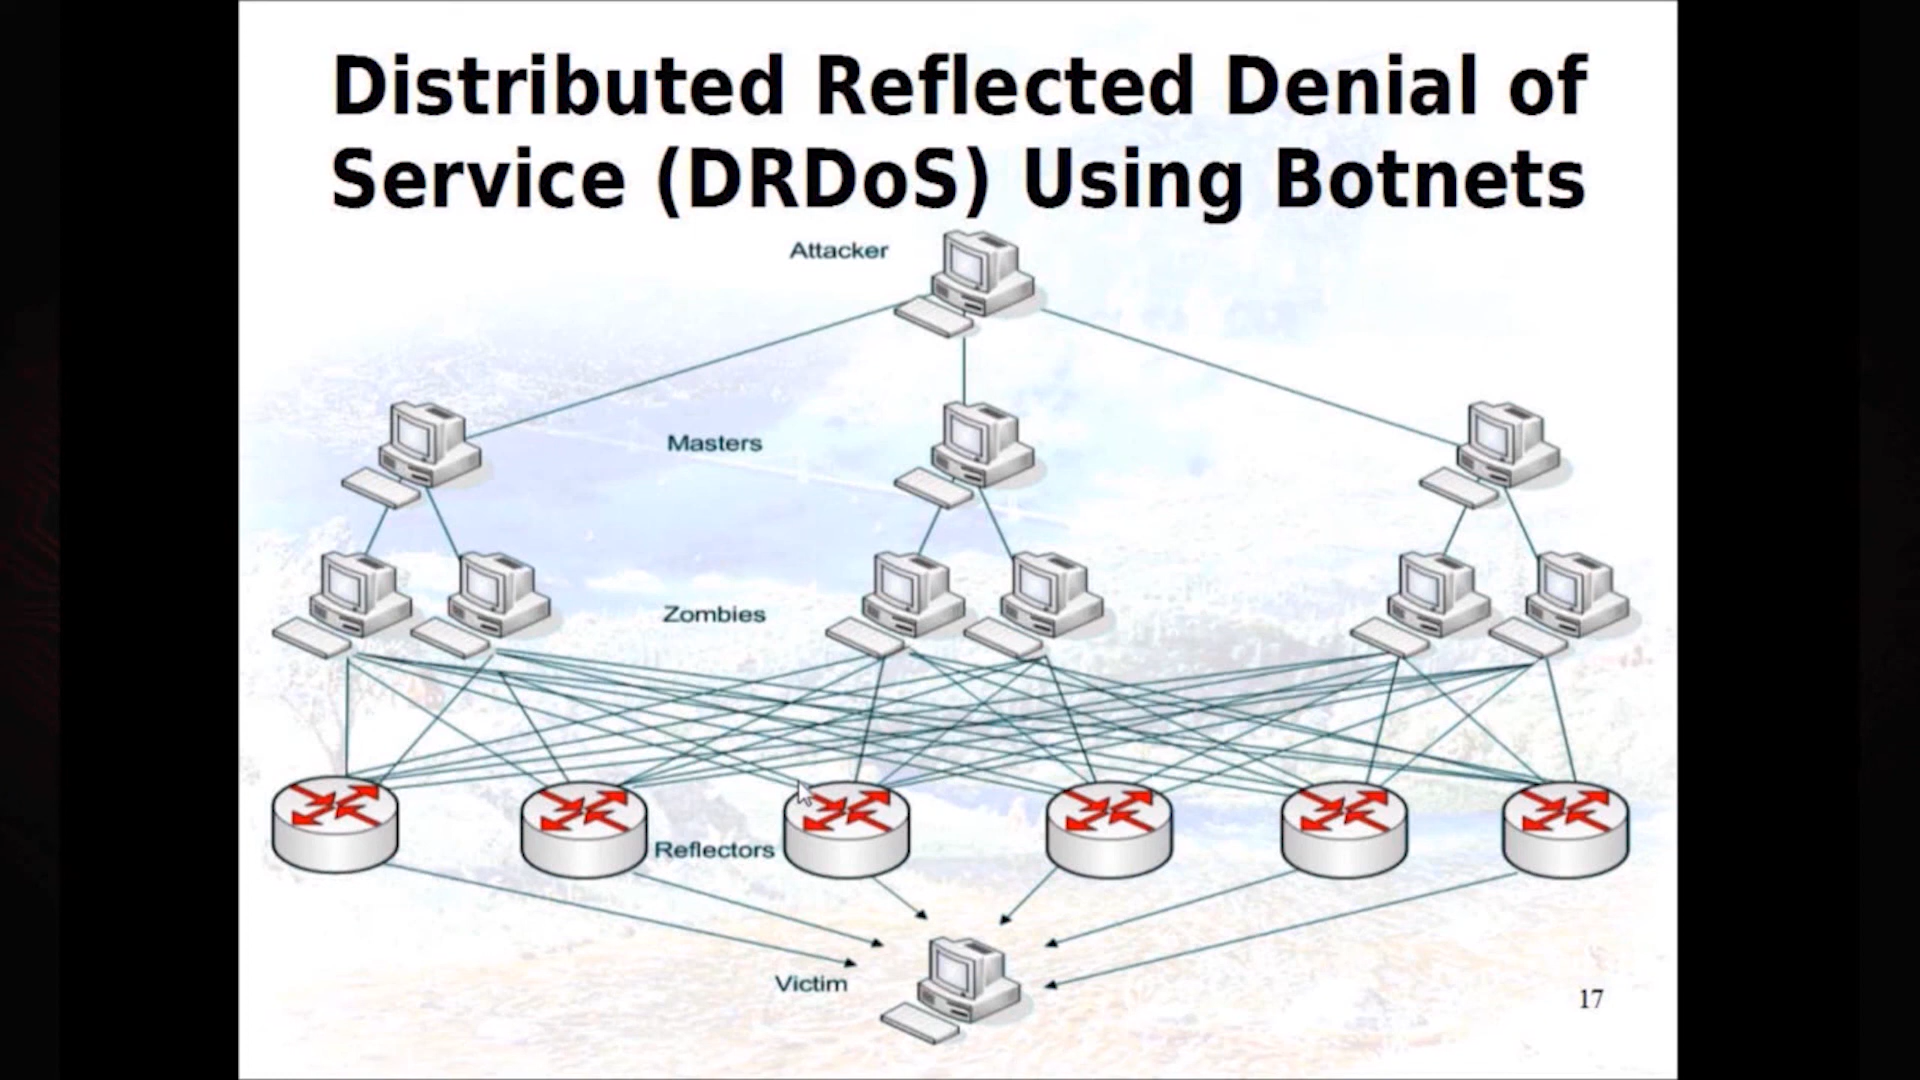 Distributed Reflected Denial of
Service (DRDoS) Using Botnets
Attacker
Masters
Zombies
Reflectors
Victim
17